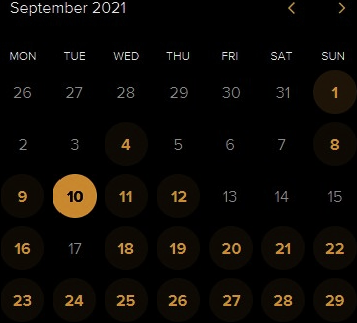 September 2021 < >
MON TUE WED THU FRI SAT SUN
26 27 28 29 30 31 1
2 3 4 5 6 7 8
9 10 11 12 13 14 15
16 17 18 19 20 21 22
23 24 25 26 27 28 29